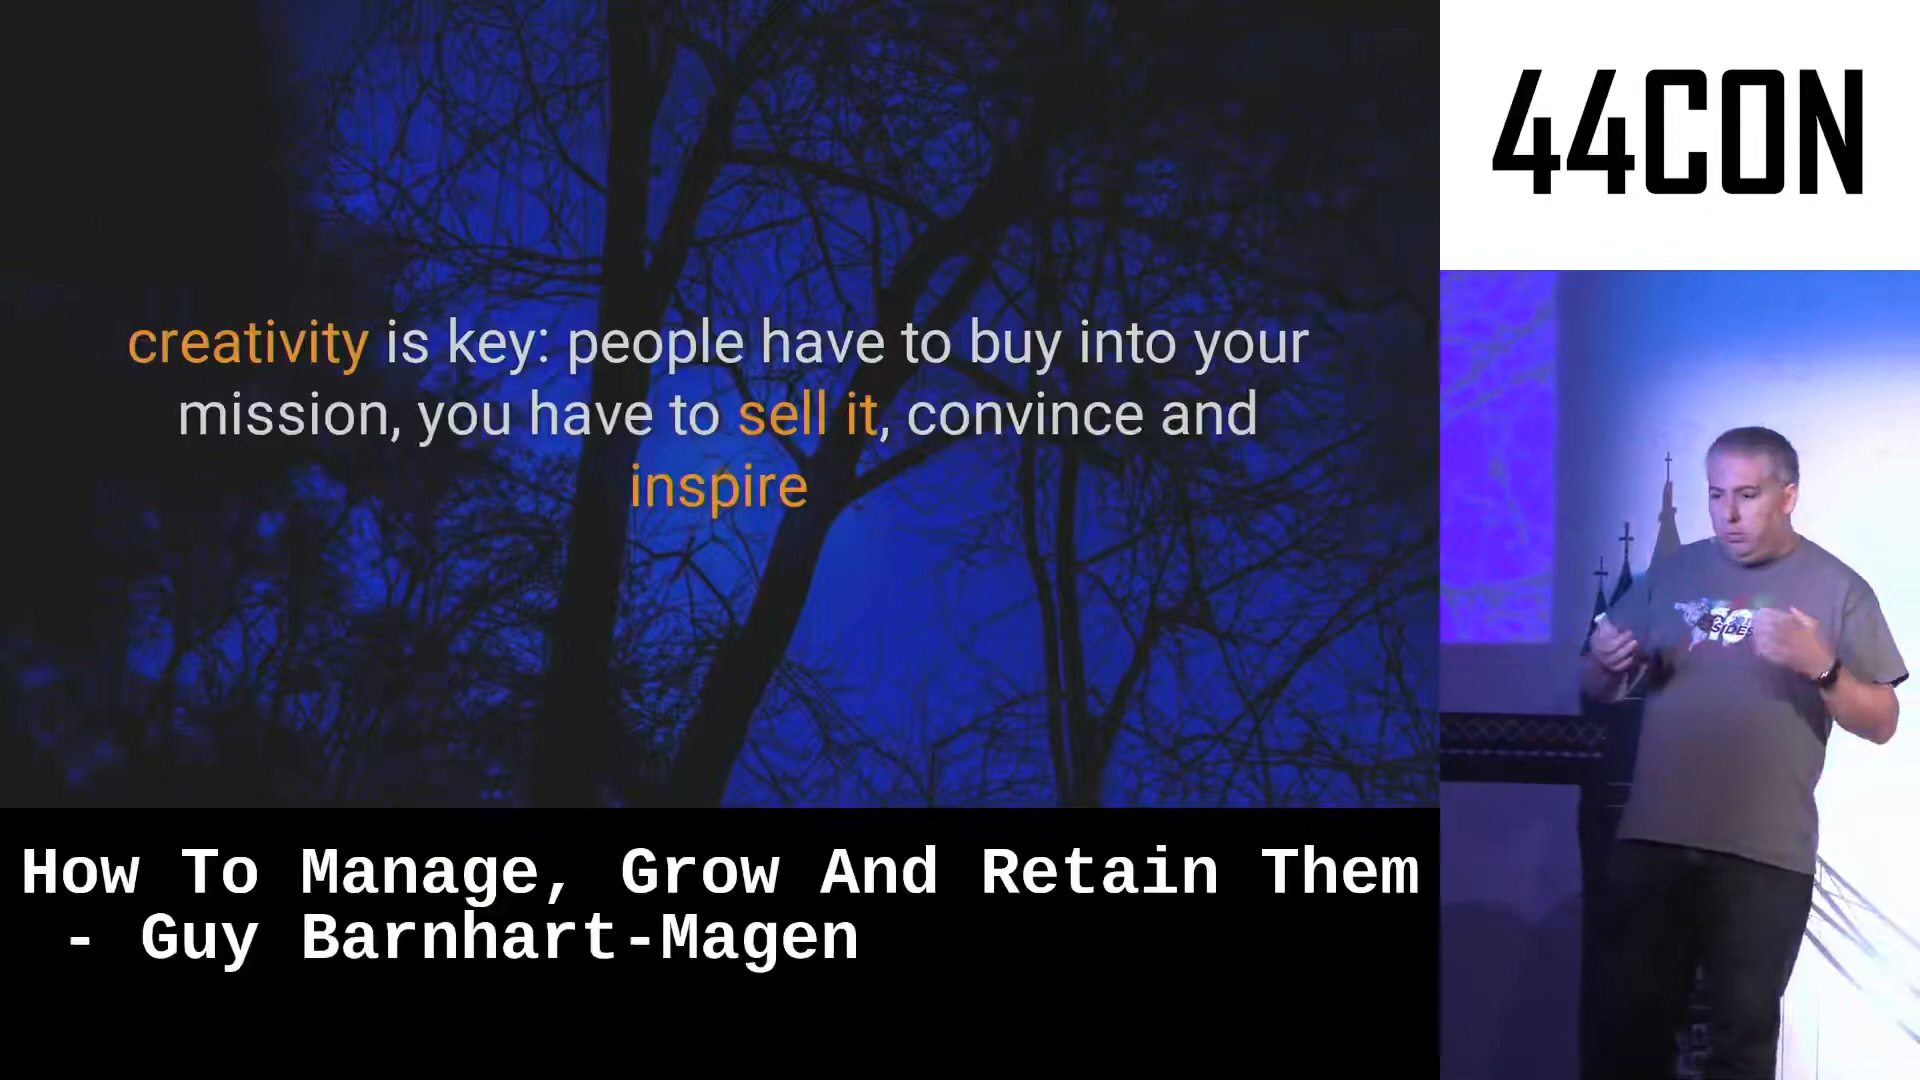 creativity is key: people have to buy into your
mission, you have to sell it, convince and
inspire
44CON
SIDES
How To Manage, Grow And Retain Them
- Guy Barnhart-Magen